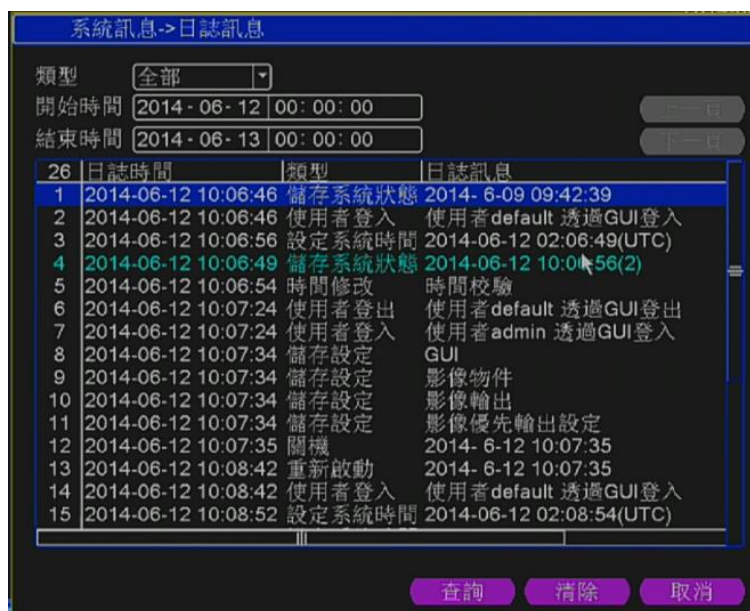 系統訊息->日誌訊息
類型 全部
開始時間 2014-06-12 00:00:00 上一頁
結束時間 2014-06-13 00:00:00 下一頁
26 日誌時間 類型 日誌訊息
1 2014-06-12 10:06:46 儲存系統狀態 2014- 6-09 09:42:39
2 2014-06-12 10:06:46 使用者登入 使用者default 透過GUI登入
3 2014-06-12 10:06:56 設定系統時間 2014-06-12 02:06:49(UTC)
4 2014-06-12 10:06:49 儲存系統狀態 2014-06-12 10:06:56(2)
5 2014-06-12 10:06:54 時間修改 時間校驗
6 2014-06-12 10:07:24 使用者登出 使用者default 透過GUI登出
7 2014-06-12 10:07:24 使用者登入 使用者admin 透過GUI登入
8 2014-06-12 10:07:34 儲存設定 GUI
9 2014-06-12 10:07:34 儲存設定 影像物件
10 2014-06-12 10:07:34 儲存設定 影像輸出
11 2014-06-12 10:07:34 儲存設定 影像優先輸出設定
12 2014-06-12 10:07:35 關機 2014- 6-12 10:07:35
13 2014-06-12 10:08:42 重新啟動 2014- 6-12 10:07:35
14 2014-06-12 10:08:42 使用者登入 使用者default 透過GUI登入
15 2014-06-12 10:08:52 設定系統時間 2014-06-12 02:08:54(UTC)
查詢 清除 取消